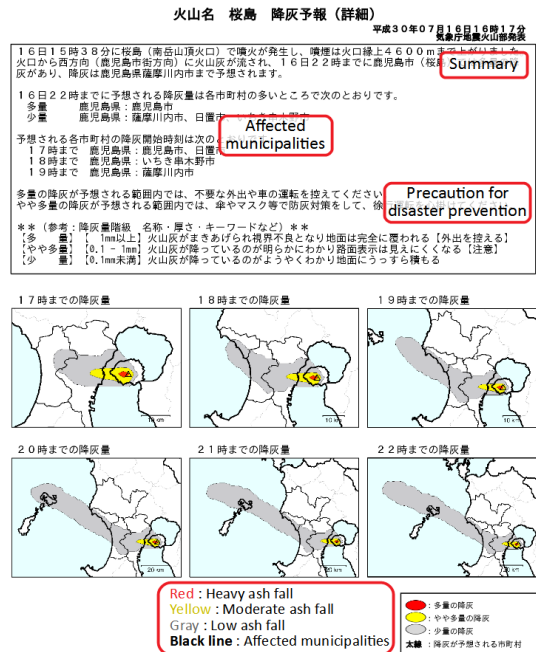 火山名 桜島 降灰予報（詳細）
平成３０年０７月１６日１６時１７分
気象庁地震火山部発表
１６日１５時３８分に桜島（南岳山頂火口）で噴火が発生し、噴煙は火口縁上４６００ｍまで上がりました
火口から西方向（鹿児島市街方向）に火山灰が流され、１６日２２時までに鹿児島市（桜島
灰があり、降灰は鹿児島県薩摩川内市まで予想されます。
Summary
１６日２２時までに予想される降灰量は各市町村の多いところで次のとおりです。
多量 鹿児島県：鹿児島市
少量 鹿児島県：薩摩川内市、日置市、いちき串木野市
Affected
municipalities
予想される各市町村の降灰開始時刻は次のとおりです
１７時まで 鹿児島県：鹿児島市、日置市
１８時まで 鹿児島県：いちき串木野市
１９時まで 鹿児島県：薩摩川内市
多量の降灰が予想される範囲内では、不要な外出や車の運転を控えてください
やや多量の降灰が予想される範囲内では、傘やマスク等で防灰対策をして、徐行
Precaution for
disaster prevention
＊＊（参考：降灰量階級 名称・厚さ・キーワードなど）＊＊
【多 量】【 1mm以上】火山灰がまきあげられ視界不良となり地面は完全に覆われる【外出を控える】
【やや多量】【0.1 - 1mm】火山灰が降っているのが明らかにわかり路面表示は見えにくくなる【注意】
【少 量】【0.1mm未満】火山灰が降っているのがようやくわかり地面にうっすら積もる
１７時までの降灰量 １８時までの降灰量 １９時までの降灰量
10 km 10 km 10 km
２０時までの降灰量 ２１時までの降灰量 ２２時までの降灰量
20 km 20 km 20 km
Red : Heavy ash fall
Yellow : Moderate ash fall
Gray : Low ash fall
Black line : Affected municipalities
：多量の降灰
：やや多量の降灰
：少量の降灰
太線 ：降灰が予想される市町村